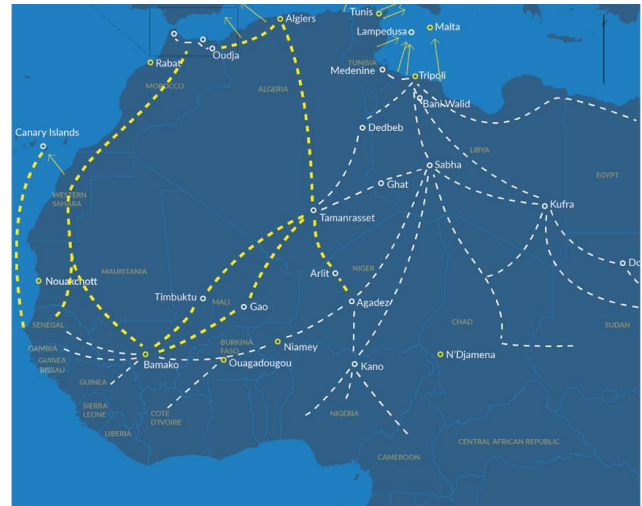 Tunis
Algiers
Malta
Lampedusa
Oudja
TUNISIA
Rabat
Medenine
Tripoli
MOROCCO
ALGERIA
Bani Walid
Canary Islands
Dedbeb
LIBYA
Sabha
EGYPT
Ghat
WESTERN
SAHARA
Kufra
Tamanrasset
Do
MAURITANIA
Arlit
NIGER
Nouakchott
Timbuktu
MALI
Gao
Agadez
SENEGAL
CHAD
SUDAN
BURKINA
FASO
Niamey
GAMBIA
GUINEA
BISSAU
Bamako
Ouagadougou
N'Djamena
Kano
GUINEA
SIERRA
LEONE
COTE
D'IVOIRE
NIGERIA
LIBERIA
CENTRAL AFRICAN REPUBLIC
CAMEROON